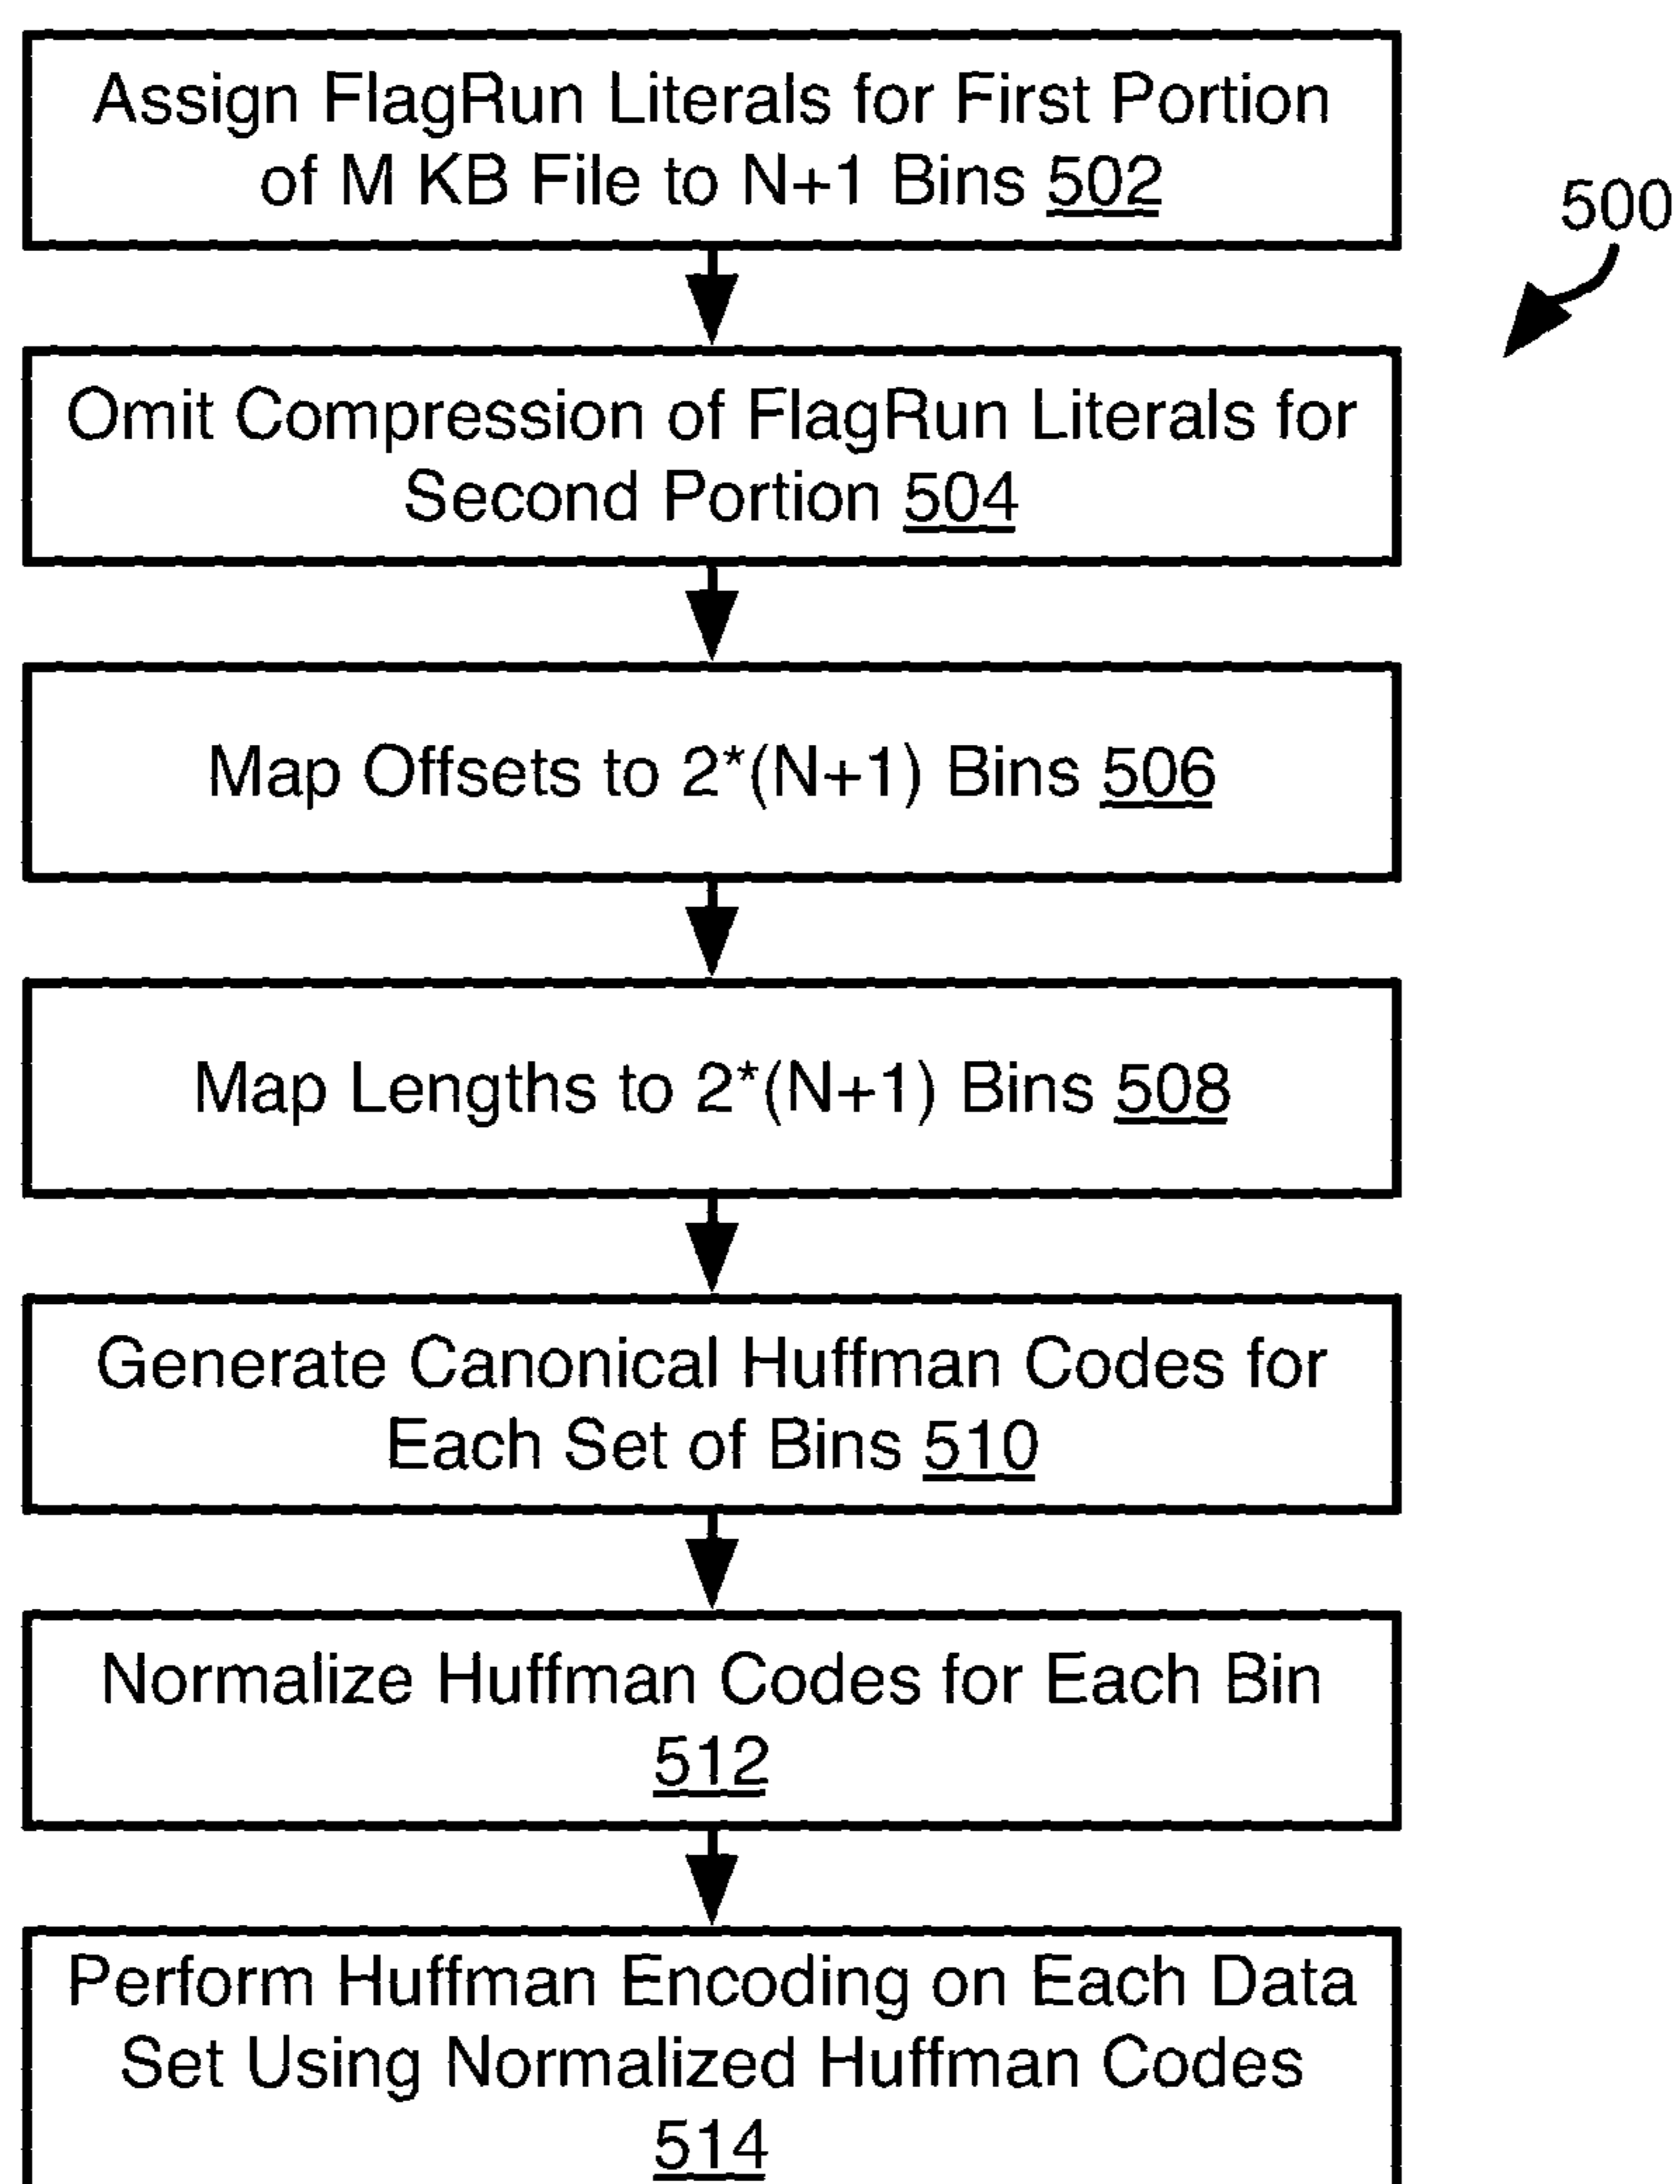 Assign FlagRun Literals for First Portion
of M KB File to N+1 Bins 502
500
Omit Compression of FlagRun Literals for
Second Portion 504
Map Offsets to 2*(N+1) Bins 506
Map Lengths to 2*(N+1) Bins 508
Generate Canonical Huffman Codes for
Each Set of Bins 510
Normalize Huffman Codes for Each Bin
512
Perform Huffman Encoding on Each Data
Set Using Normalized Huffman Codes
514